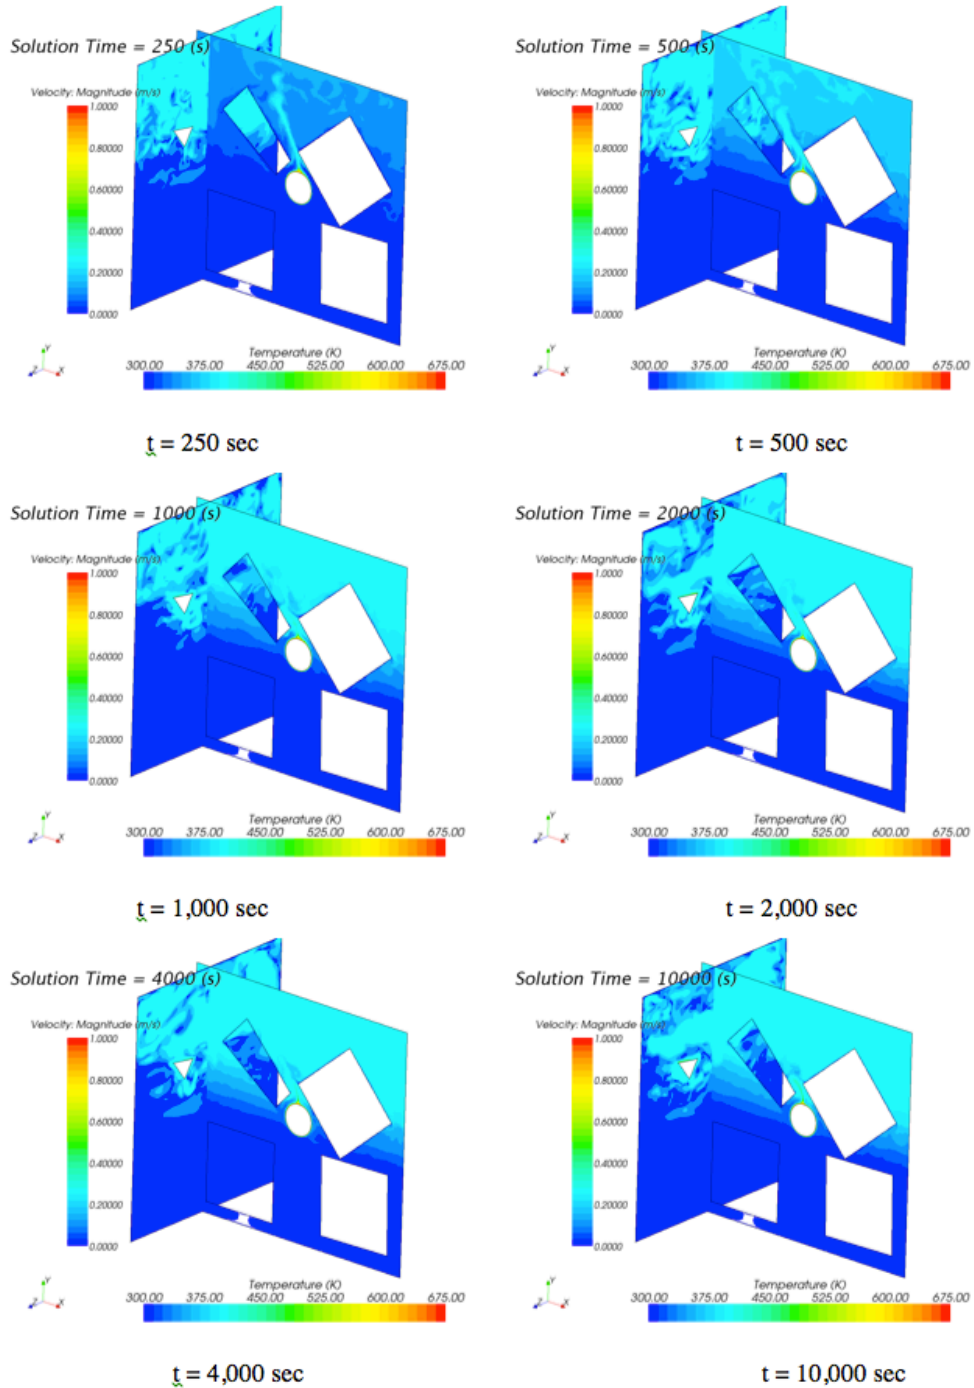 Solution Time = 250 (s)
Velocity: Magnitude (m/s)
1.0000
0.80000
0.60000
0.40000
0.20000
0.0000
Y
Z X
Temperature (K)
300.00 375.00 450.00 525.00 600.00 675.00
t = 250 sec
Solution Time = 500 (s)
Velocity: Magnitude (m/s)
1.0000
0.80000
0.60000
0.40000
0.20000
0.0000
Y
Z X
Temperature (K)
300.00 375.00 450.00 525.00 600.00 675.00
t = 500 sec
Solution Time = 1000 (s)
Velocity: Magnitude (m/s)
1.0000
0.80000
0.60000
0.40000
0.20000
0.0000
Y
Z X
Temperature (K)
300.00 375.00 450.00 525.00 600.00 675.00
t = 1,000 sec
Solution Time = 2000 (s)
Velocity: Magnitude (m/s)
1.0000
0.80000
0.60000
0.40000
0.20000
0.0000
Y
Z X
Temperature (K)
300.00 375.00 450.00 525.00 600.00 675.00
t = 2,000 sec
Solution Time = 4000 (s)
Velocity: Magnitude (m/s)
1.0000
0.80000
0.60000
0.40000
0.20000
0.0000
Y
Z X
Temperature (K)
300.00 375.00 450.00 525.00 600.00 675.00
t = 4,000 sec
Solution Time = 10000 (s)
Velocity: Magnitude (m/s)
1.0000
0.80000
0.60000
0.40000
0.20000
0.0000
Y
Z X
Temperature (K)
300.00 375.00 450.00 525.00 600.00 675.00
t = 10,000 sec